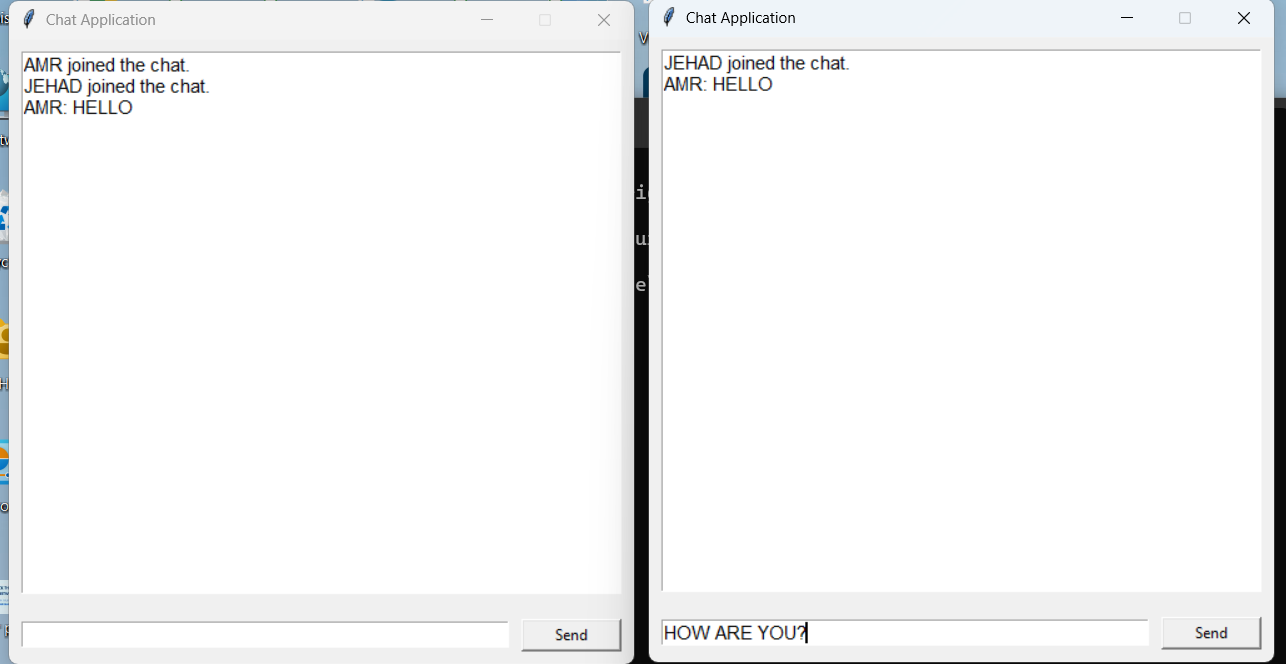 Chat Application
AMR joined the chat.
JEHAD joined the chat.
AMR: HELLO
Send
Chat Application
JEHAD joined the chat.
AMR: HELLO
HOW ARE YOU?
Send